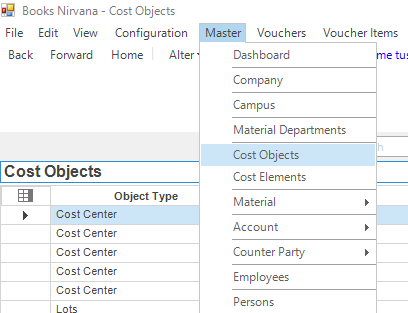 Books Nirvana - Cost Objects
File Edit View Configuration Master Vouchers Voucher Items
Back Forward Home Alter me tus
Dashboard
Company
Campus
Material Departments
Cost Objects
Cost Elements
Material
Account
Counter Party
Employees
Persons
Cost Objects
Object Type
Cost Center
Cost Center
Cost Center
Cost Center
Cost Center
Lots